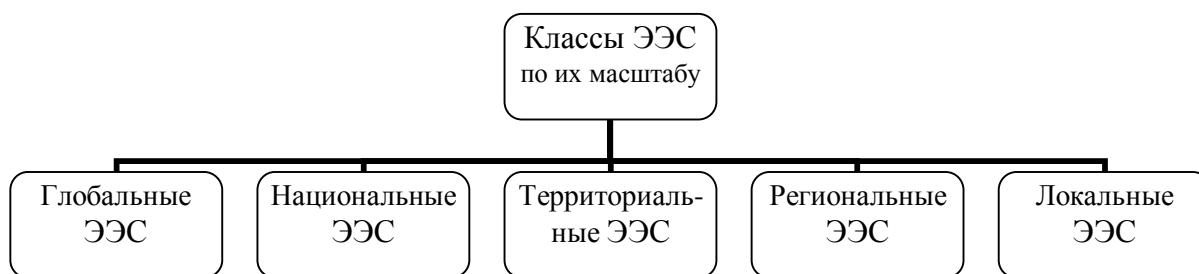 Классы ЭЭС
по их масштабу
Глобальные
ЭЭС
Национальные
ЭЭС
Территориаль-
ные ЭЭС
Региональные
ЭЭС
Локальные
ЭЭС